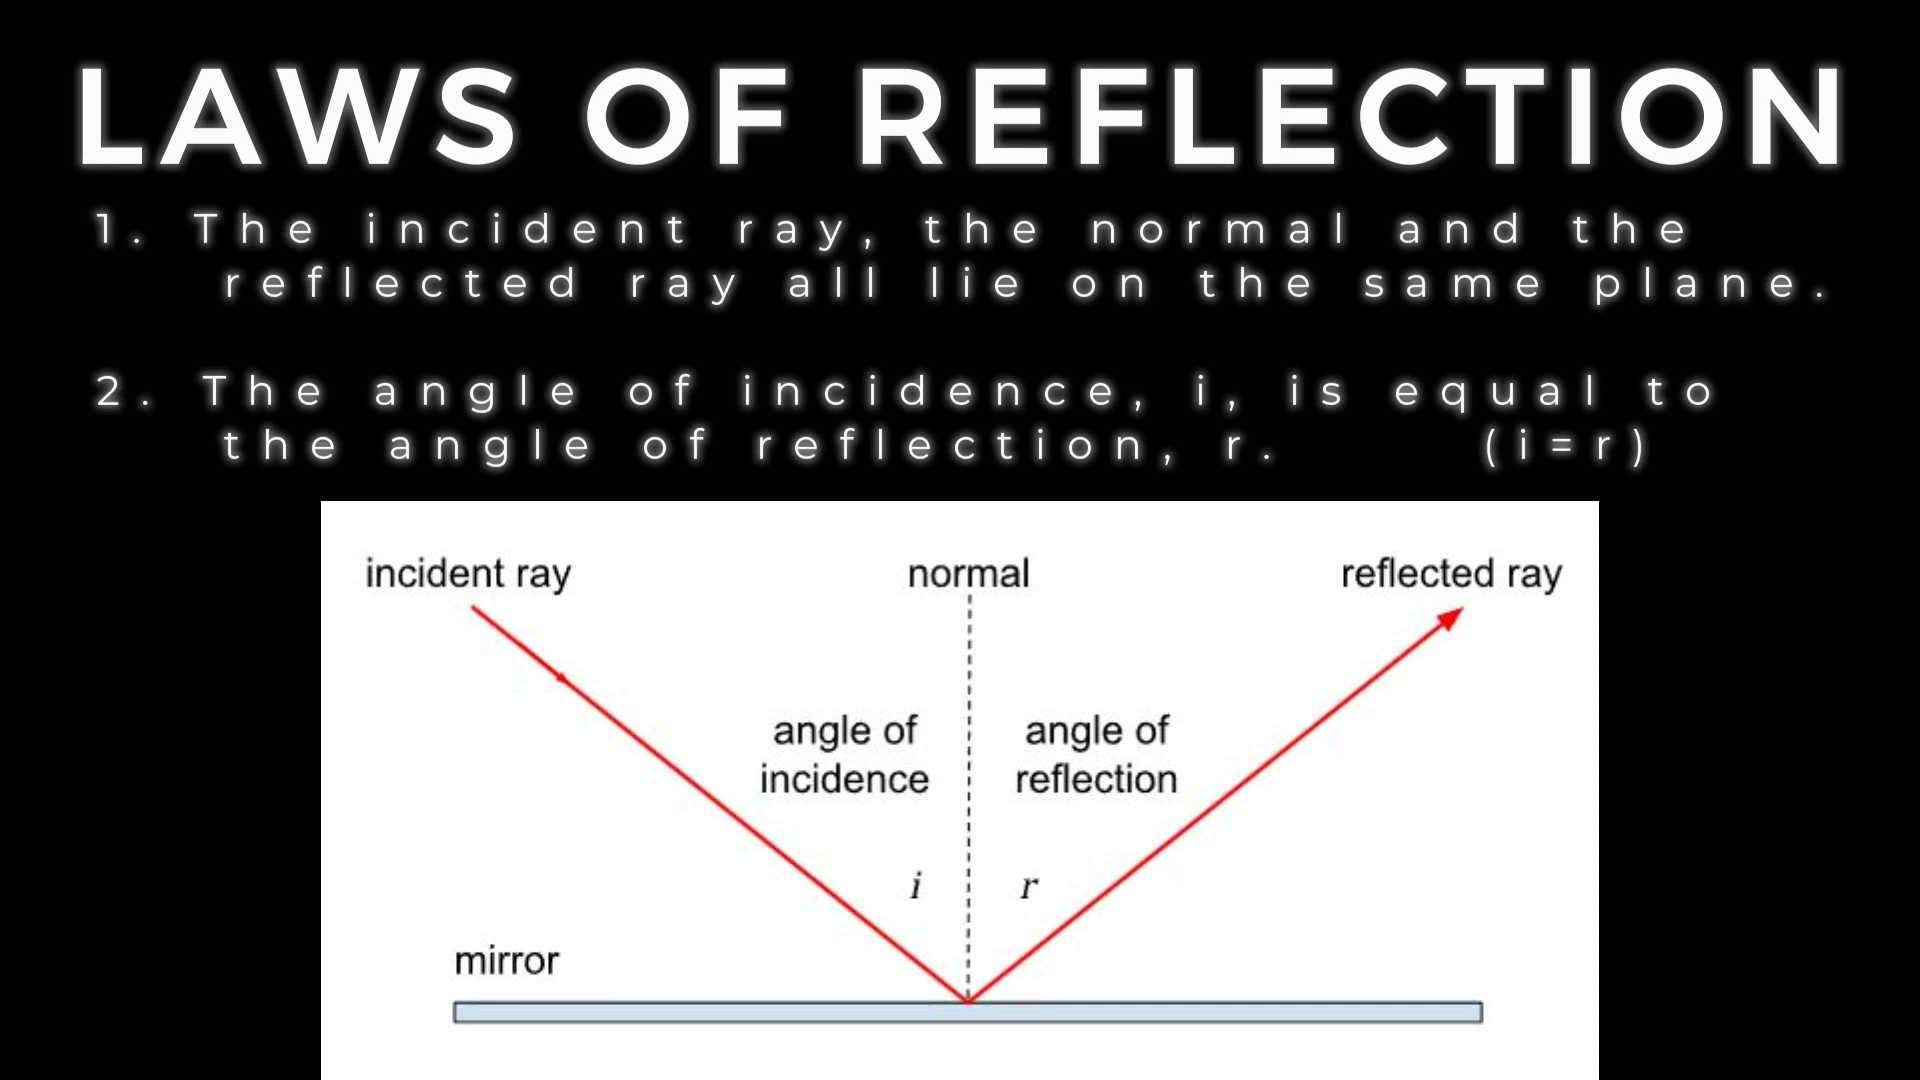 LAWS OF REFLECTION
1. The incident ray, the normal and the
reflected ray all lie on the same plane.
2. The angle of incidence, i, is equal to
the angle of reflection, r. (i=r)
incident ray
normal
reflected ray
angle of
incidence
angle of
reflection
i
r
mirror